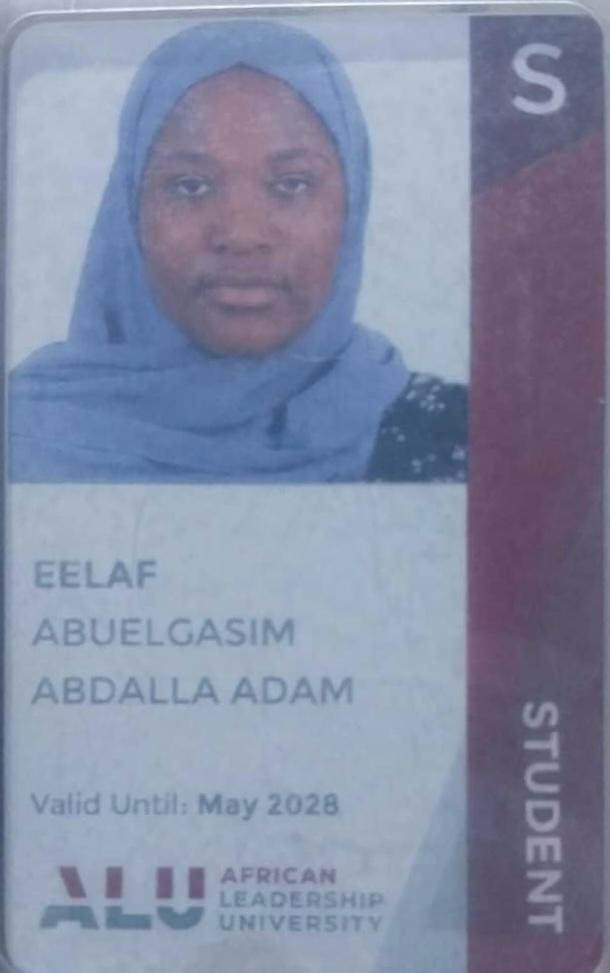 S
EELAF
ABUELGASIM
ABDALLA ADAM
Valid Until: May 2028
ALU
AFRICAN
LEADERSHIP
UNIVERSITY
STUDENT